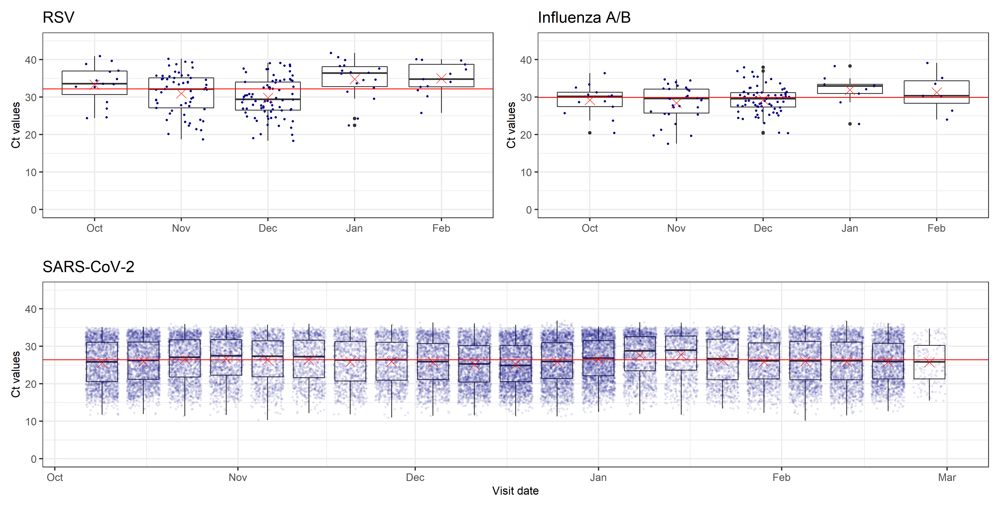 RSV
Ct values
40
30
20
10
0
Oct Nov Dec Jan Feb
Influenza A/B
Ct values
40
30
20
10
0
Oct Nov Dec Jan Feb
SARS-CoV-2
Ct values
40
30
20
10
0
Oct Nov Dec Jan Feb Mar
Visit date